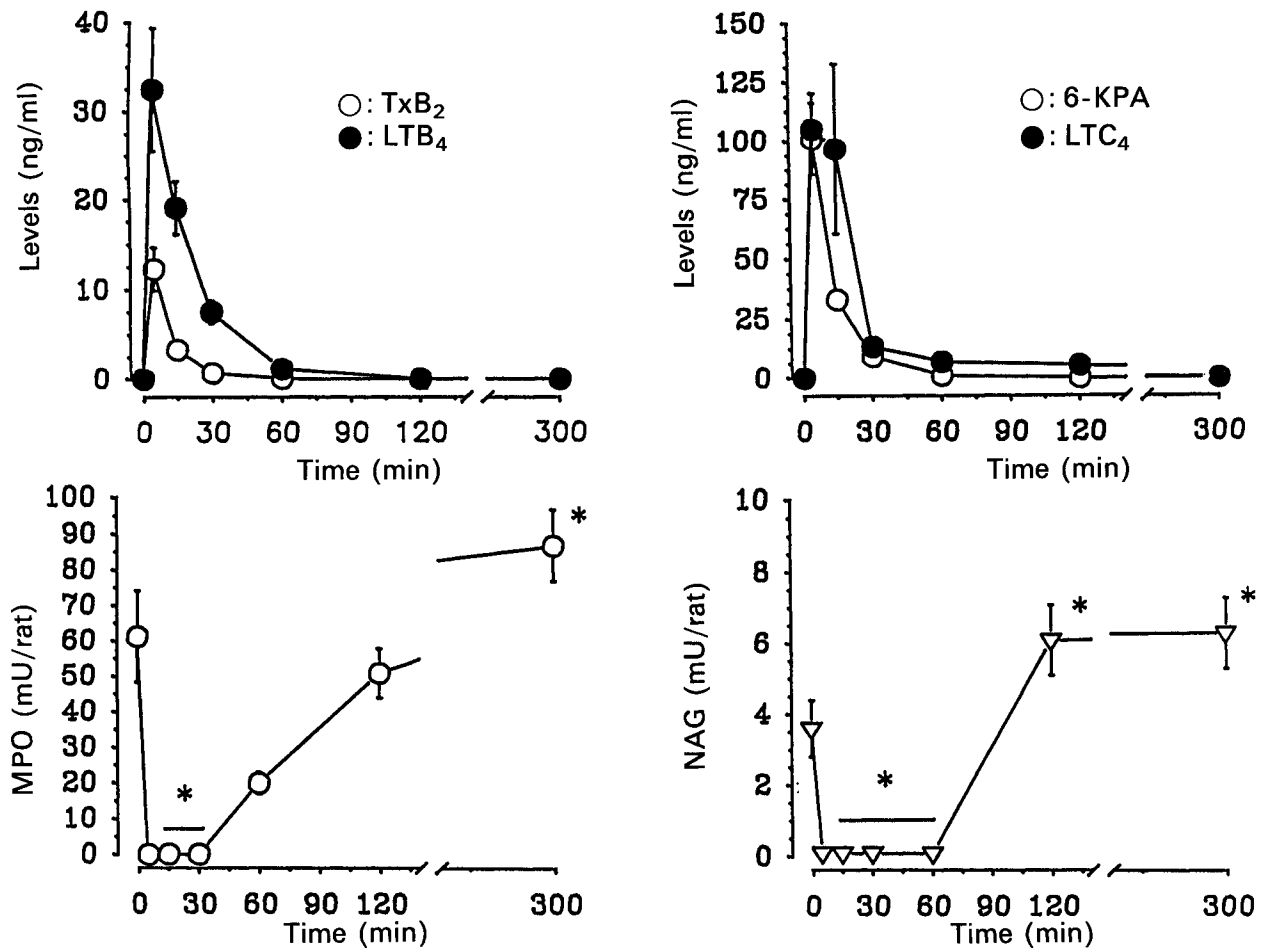 40
30
20
10
0
Levels (ng/ml)
○: TxB₂
●: LTB₄
0 30 60 90 120 300
Time (min)
150
125
100
75
50
25
0
Levels (ng/ml)
○: 6-KPA
●: LTC₄
0 30 60 90 120 300
Time (min)
100
90
80
70
60
50
40
30
20
10
0
MPO (mU/rat)
*
*
0 30 60 90 120 300
Time (min)
10
8
6
4
2
0
NAG (mU/rat)
*
*
*
0 30 60 90 120 300
Time (min)